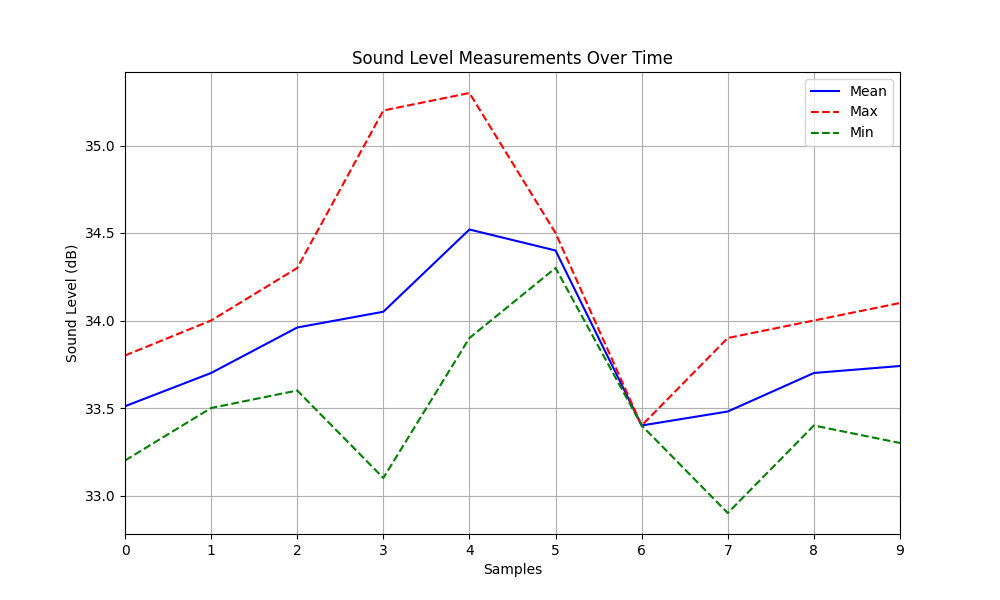 Sound Level Measurements Over Time
Mean
Max
Min
Sound Level (dB)
35.0
34.5
34.0
33.5
33.0
0 1 2 3 4 5 6 7 8 9
Samples